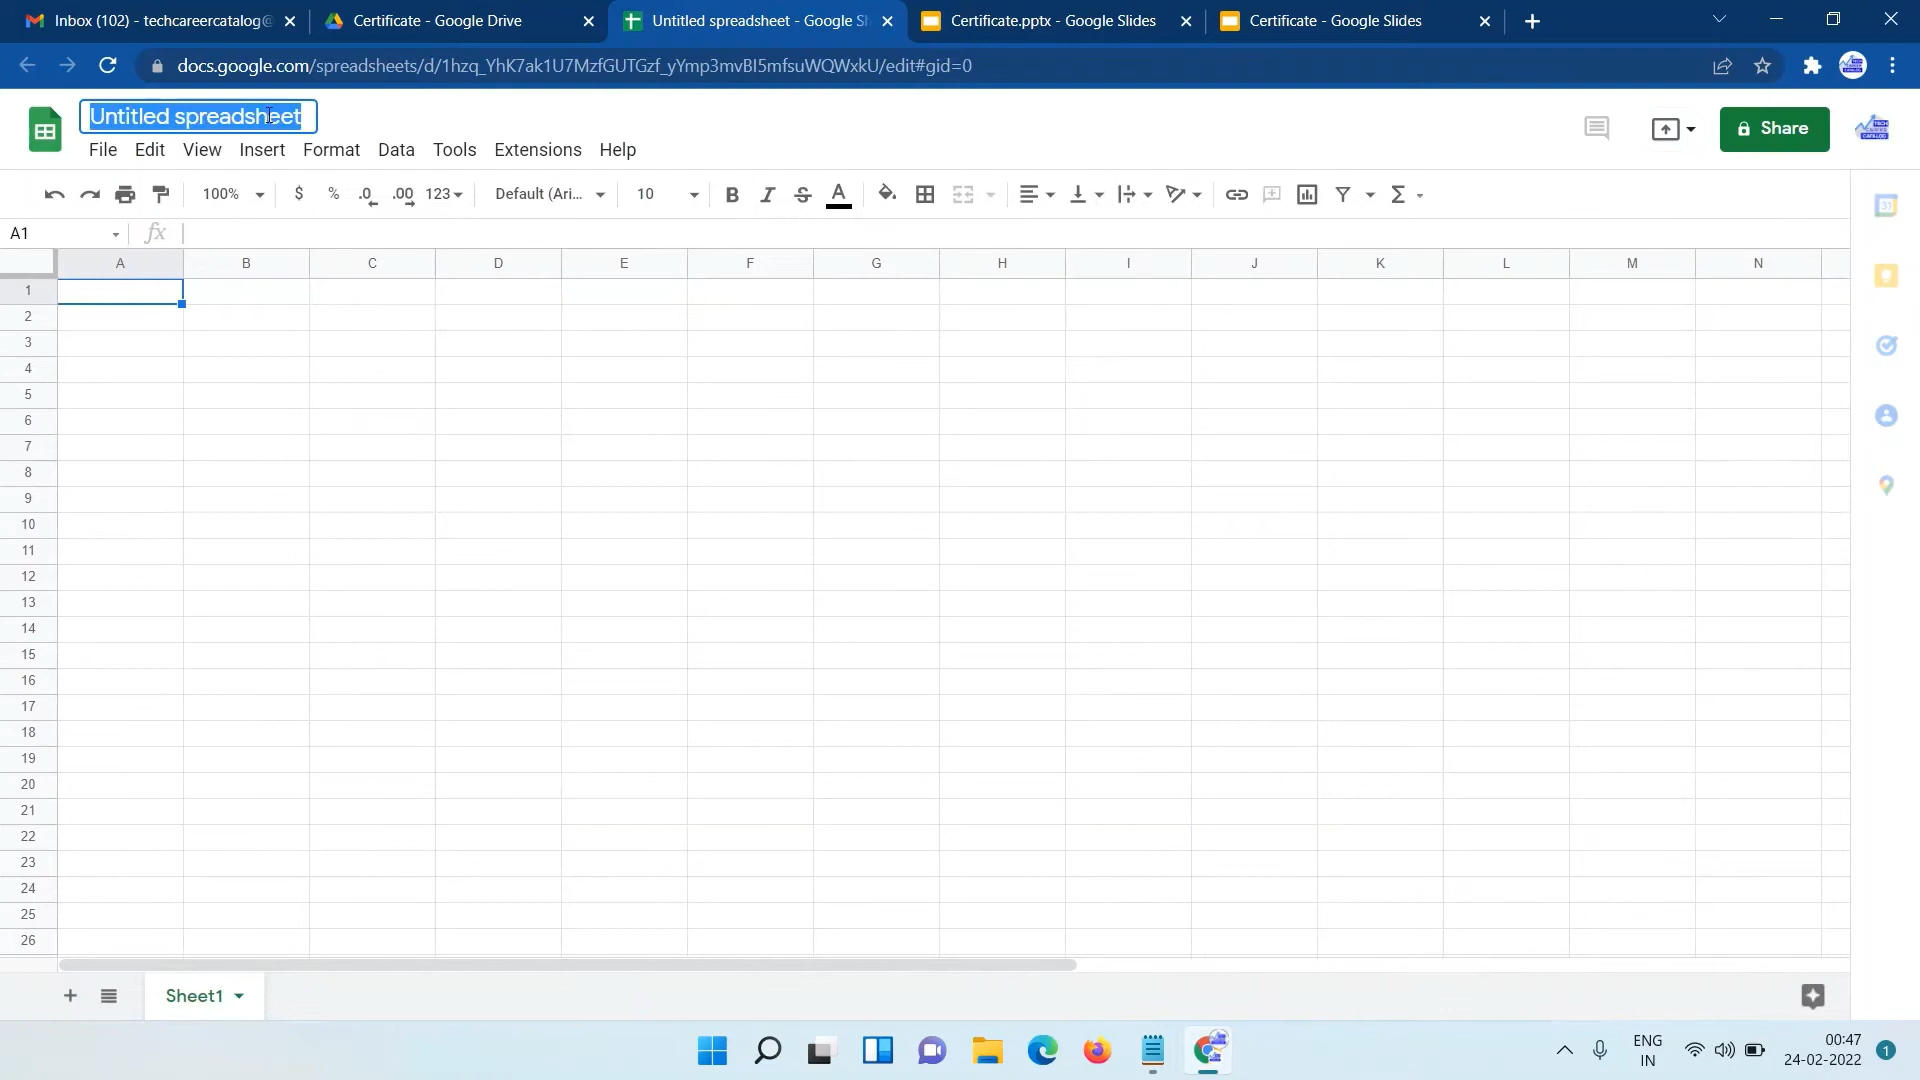 Inbox (102) - techcareercatalog@
Certificate - Google Drive
Untitled spreadsheet - Google Sh
Certificate.pptx - Google Slides
Certificate - Google Slides
docs.google.com/spreadsheets/d/1hzq_YhK7ak1U7MzfGUTGzf_yYmp3mvBI5mfsuWQWxkU/edit#gid=0
Untitled spreadsheet
File Edit View Insert Format Data Tools Extensions Help
Share
100% $ % .0 .00 123 Default (Ari... 10 B I S A Σ
A1 fx
A B C D E F G H I J K L M N
1
2
3
4
5
6
7
8
9
10
11
12
13
14
15
16
17
18
19
20
21
22
23
24
25
26
31
Sheet1
ENG
IN
00:47
24-02-2022
1